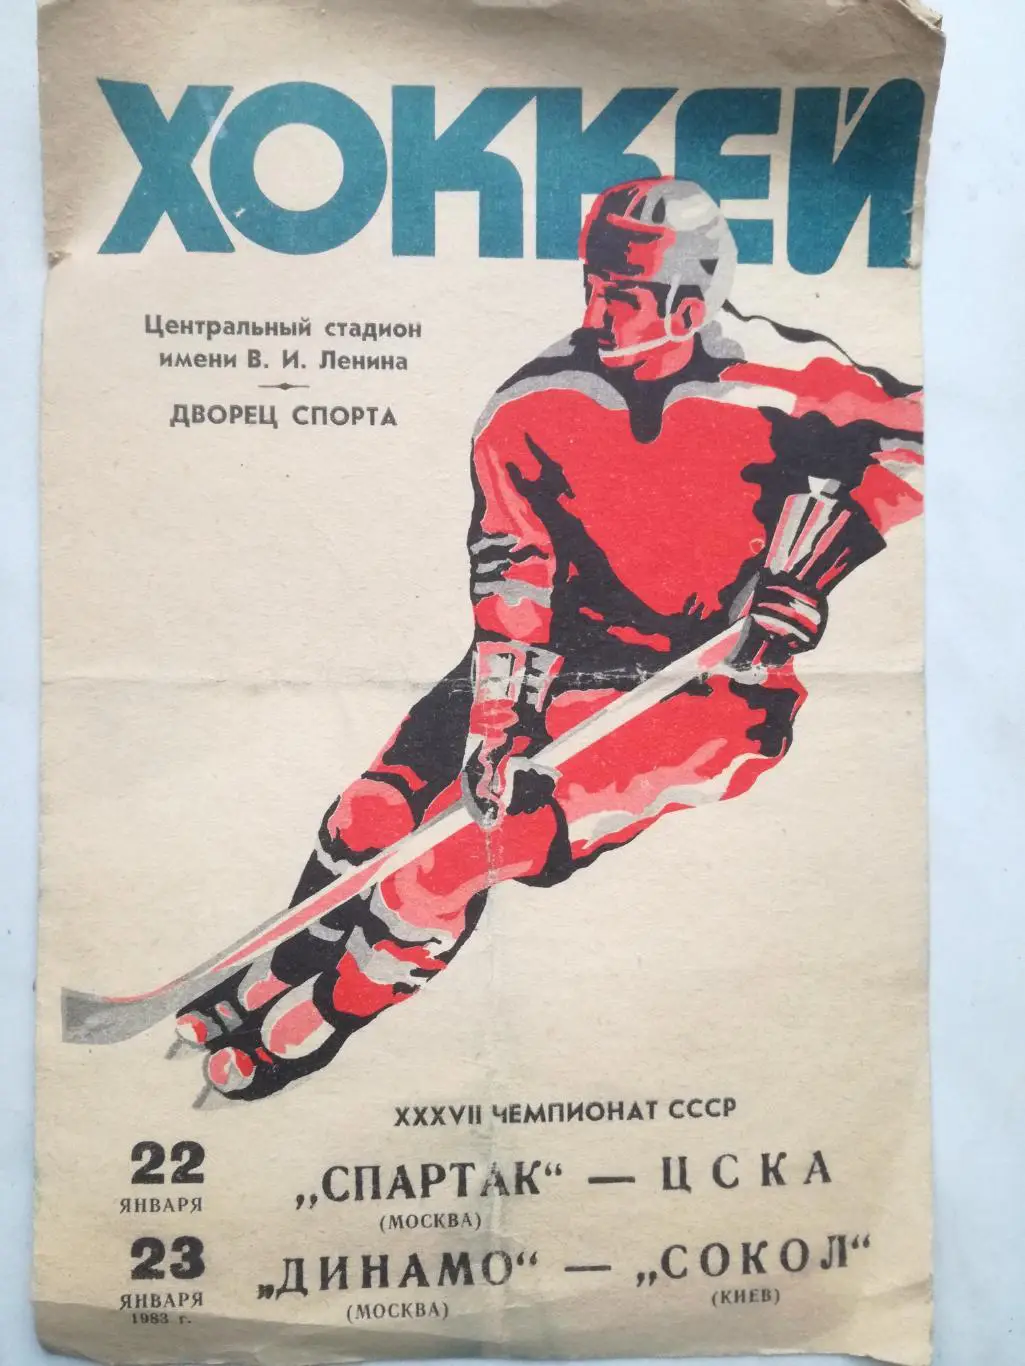 ХОККЕЙ
Центральный стадион
имени В. И. Ленина
ДВОРЕЦ СПОРТА
XXXVII ЧЕМПИОНАТ СССР
22
ЯНВАРЯ
„СПАРТАК“ — ЦСКА
(МОСКВА)
23
ЯНВАРЯ
1983 г.
„ДИНАМО“ — „СОКОЛ“
(МОСКВА) (КИЕВ)